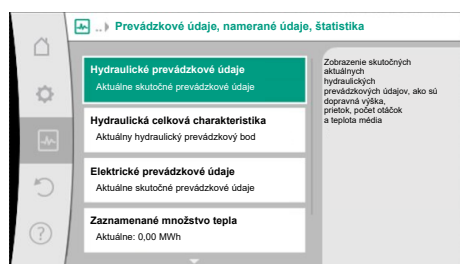 ..▸ Prevádzkové údaje, namerané údaje, štatistika
Hydraulické prevádzkové údaje
Aktuálne skutočné prevádzkové údaje
Hydraulická celková charakteristika
Aktuálny hydraulický prevádzkový bod
Elektrické prevádzkové údaje
Aktuálne skutočné prevádzkové údaje
Zaznamenané množstvo tepla
Aktuálne: 0,00 MWh
Zobrazenie skutočných
aktuálnych
hydraulických
prevádzkových údajov, ako sú
dopravná výška,
prietok, počet otáčok
a teplota média